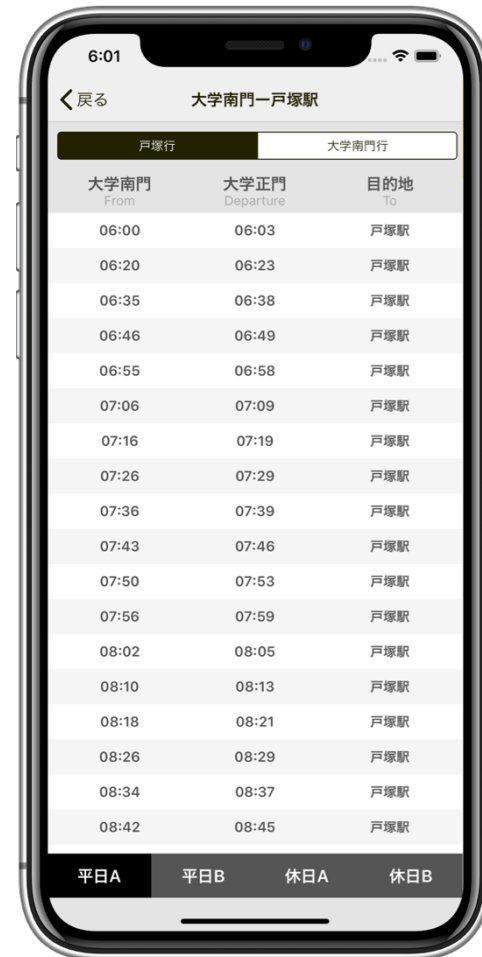 6:01
戻る 大学南門ー戸塚駅
戸塚行 大学南門行
大学南門 大学正門 目的地
From Departure To
06:00 06:03 戸塚駅
06:20 06:23 戸塚駅
06:35 06:38 戸塚駅
06:46 06:49 戸塚駅
06:55 06:58 戸塚駅
07:06 07:09 戸塚駅
07:16 07:19 戸塚駅
07:26 07:29 戸塚駅
07:36 07:39 戸塚駅
07:43 07:46 戸塚駅
07:50 07:53 戸塚駅
07:56 07:59 戸塚駅
08:02 08:05 戸塚駅
08:10 08:13 戸塚駅
08:18 08:21 戸塚駅
08:26 08:29 戸塚駅
08:34 08:37 戸塚駅
08:42 08:45 戸塚駅
平日A 平日B 休日A 休日B